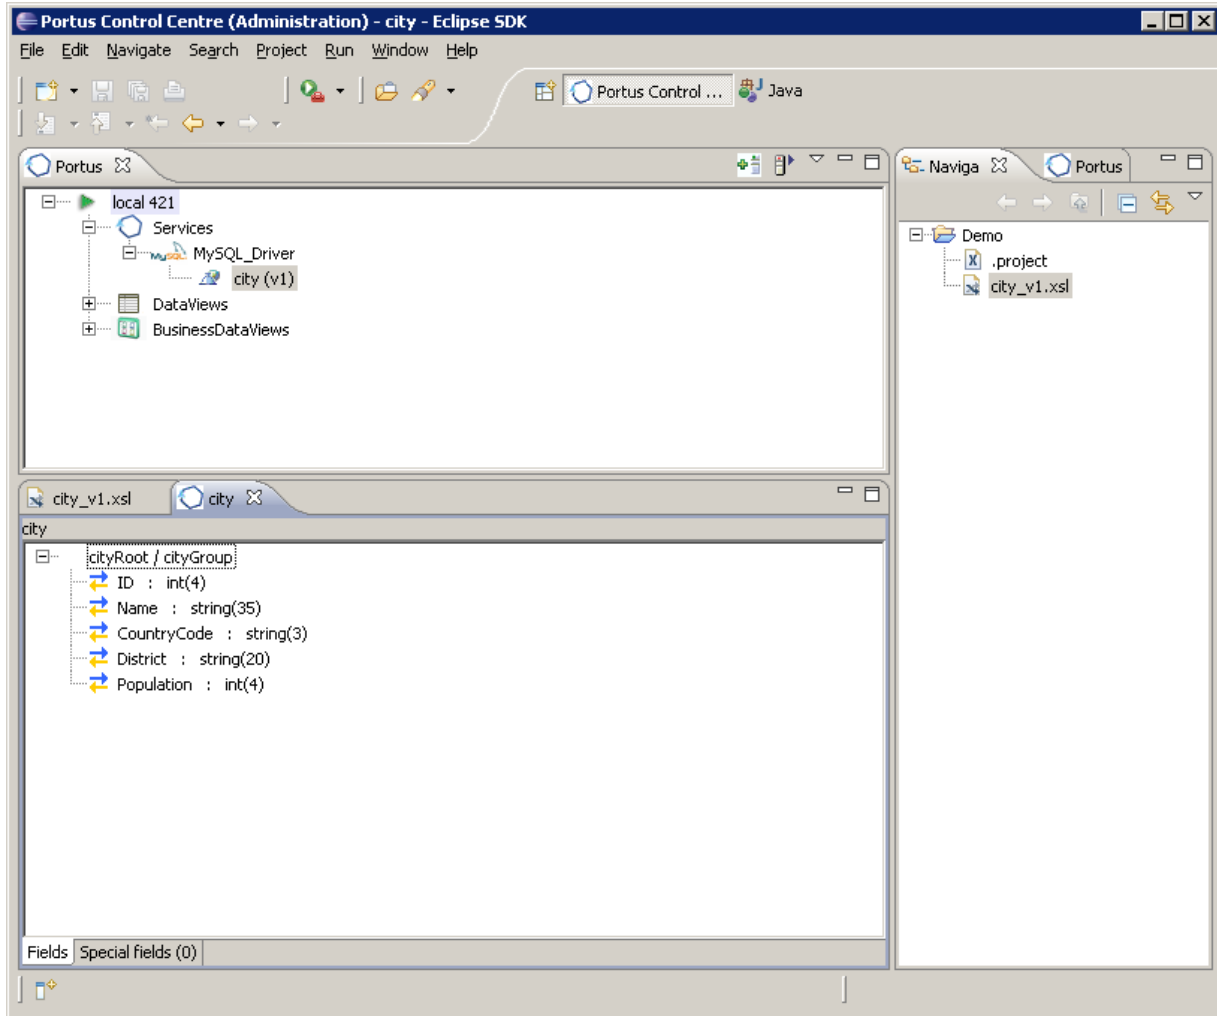 Portus Control Centre (Administration) - city - Eclipse SDK
File Edit Navigate Search Project Run Window Help
Portus Control ... Java
Portus
local 421
Services
MySQL MySQL_Driver
city (v1)
DataViews
BusinessDataViews
Naviga Portus
Demo
.project
city_v1.xsl
city_v1.xsl city
city
cityRoot / cityGroup
ID : int(4)
Name : string(35)
CountryCode : string(3)
District : string(20)
Population : int(4)
Fields Special fields (0)